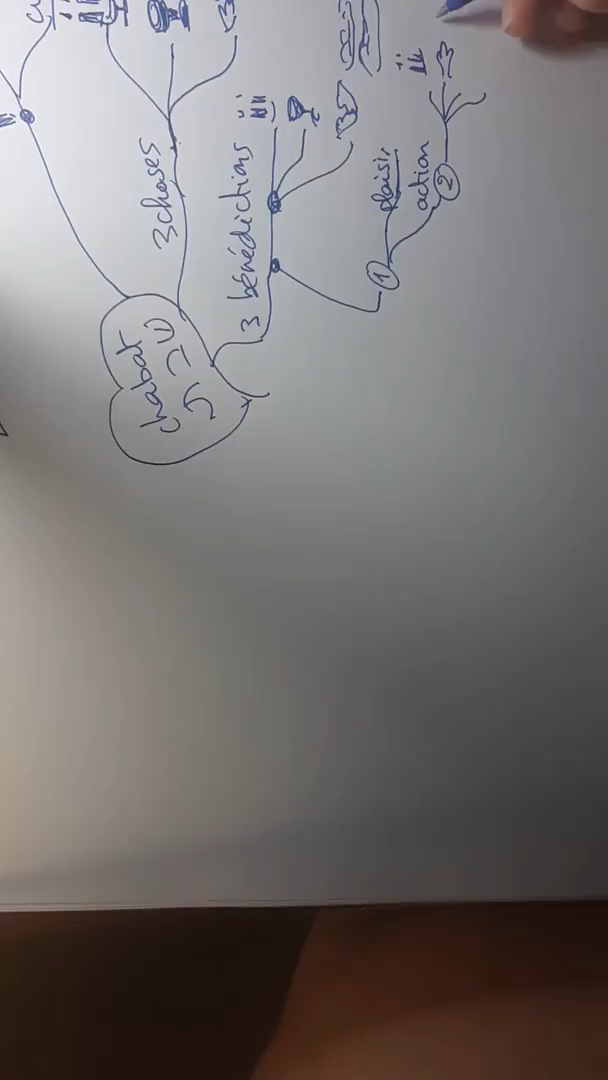 chabat
שבת
3 choses
3 bénédictions
1
plaisir
action
2